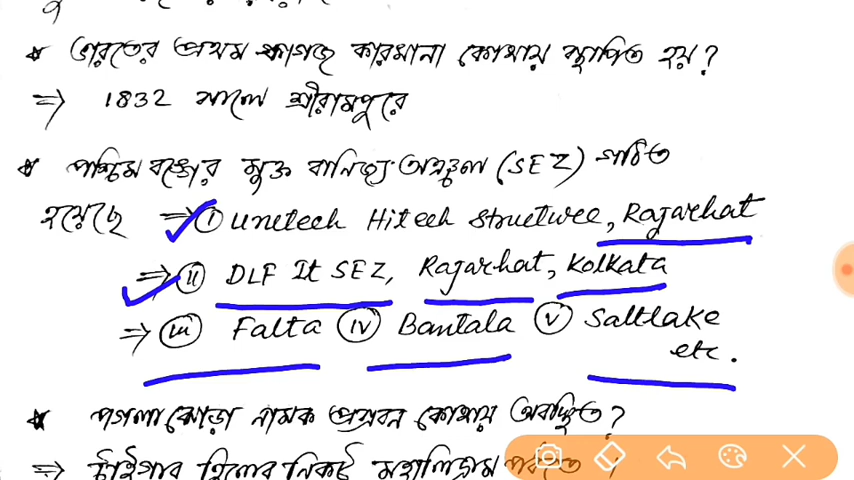 * ভারতের প্রথম কাগজ কারখানা কোথায় স্থাপিত হয়?
⇒ 1832 সালে শ্রীরামপুরে
* পশ্চিমবঙ্গের মুক্ত বানিজ্য অঞ্চল (SEZ) গঠিত
হয়েছে ⇒ (i) Unetech Hitech Structure, Rajarhat
⇒ (ii) DLF It SEZ, Rajarhat, Kolkata
⇒ (iii) Falta (iv) Bantala (v) Saltlake
etc.
* পাগলাঝোড়া নামক প্রস্রবন কোথায় অবস্থিত?
⇒ টাইগার হিলের নিকট মহালিড্রাম পর্বতে